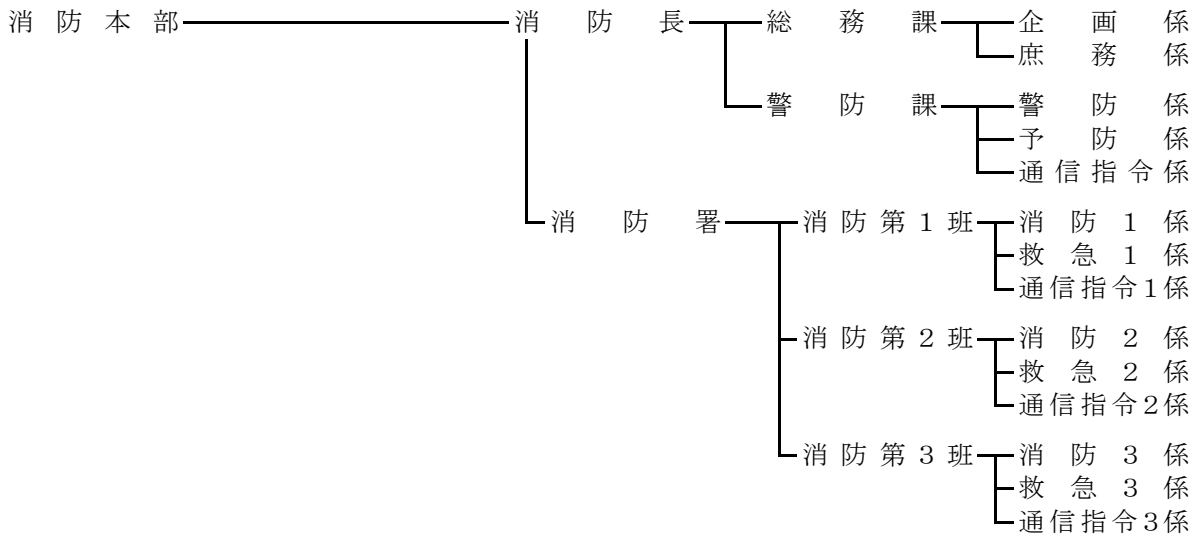 消防本部 消防長 総務課 企画係
庶務係
警防課 警防係
予防係
通信指令係
消防署 消防第1班 消防1係
救急1係
通信指令1係
消防第2班 消防2係
救急2係
通信指令2係
消防第3班 消防3係
救急3係
通信指令3係